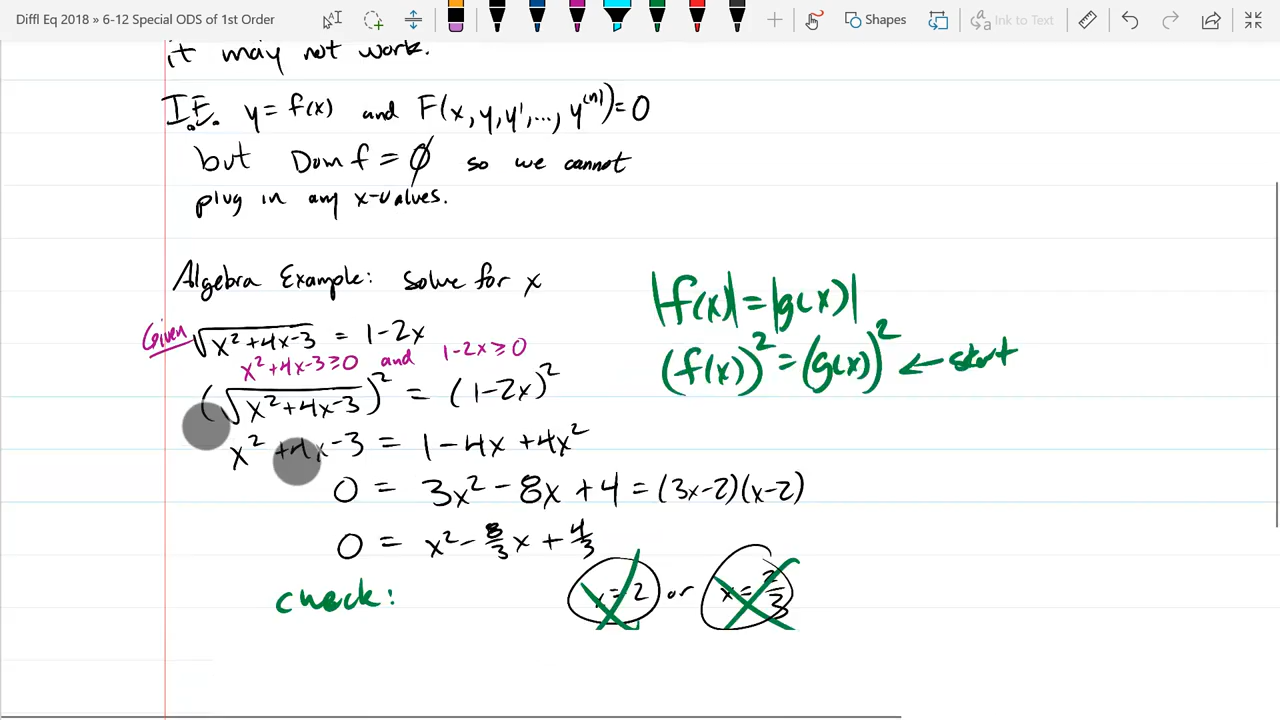 Diffl Eq 2018 » 6-12 Special ODS of 1st Order
Shapes
Ink to Text
it may not work.
I.E. y = f(x) and F(x, y, y', ..., y^(n)) = 0
but Dom f = ∅ so we cannot
plug in any x-values.
Algebra Example: solve for x
Given √(x²+4x-3) = 1-2x
x²+4x-3≥0 and 1-2x≥0
(√(x²+4x-3))² = (1-2x)²
x²+4x-3 = 1-4x+4x²
0 = 3x²-8x+4 = (3x-2)(x-2)
0 = x²-8/3x+4/3
check: x=2 or x=2/3
|f(x)| = |g(x)|
(f(x))² = (g(x))² ← start